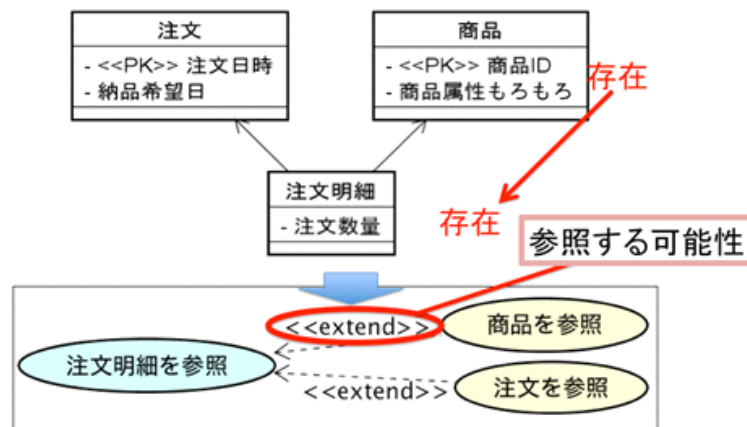 注文
- <<PK>> 注文日時
- 納品希望日
商品
- <<PK>> 商品ID
- 商品属性もろもろ
存在
注文明細
- 注文数量
存在
参照する可能性
<<extend>>
商品を参照
注文明細を参照
<<extend>>
注文を参照